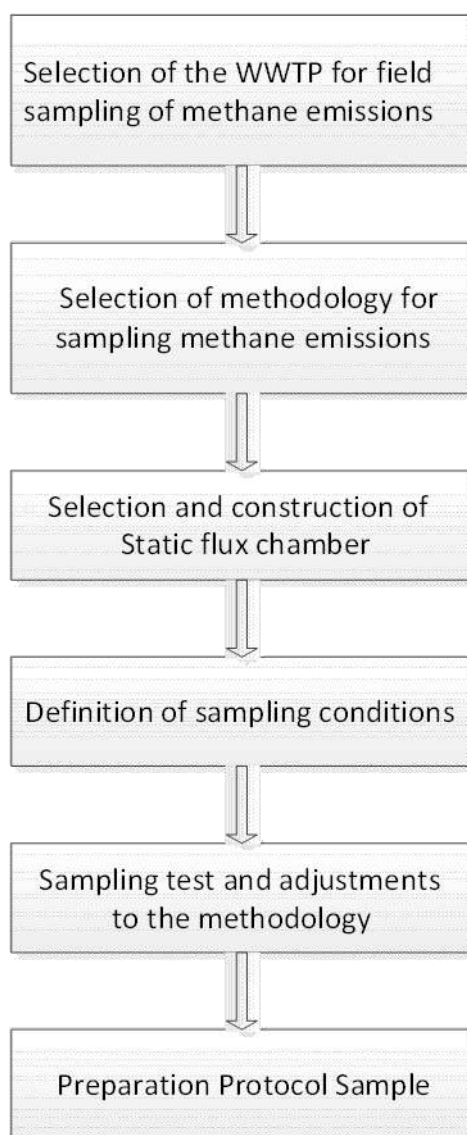 Selection of the WWTP for field
sampling of methane emissions
Selection of methodology for
sampling methane emissions
Selection and construction of
Static flux chamber
Definition of sampling conditions
Sampling test and adjustments
to the methodology
Preparation Protocol Sample